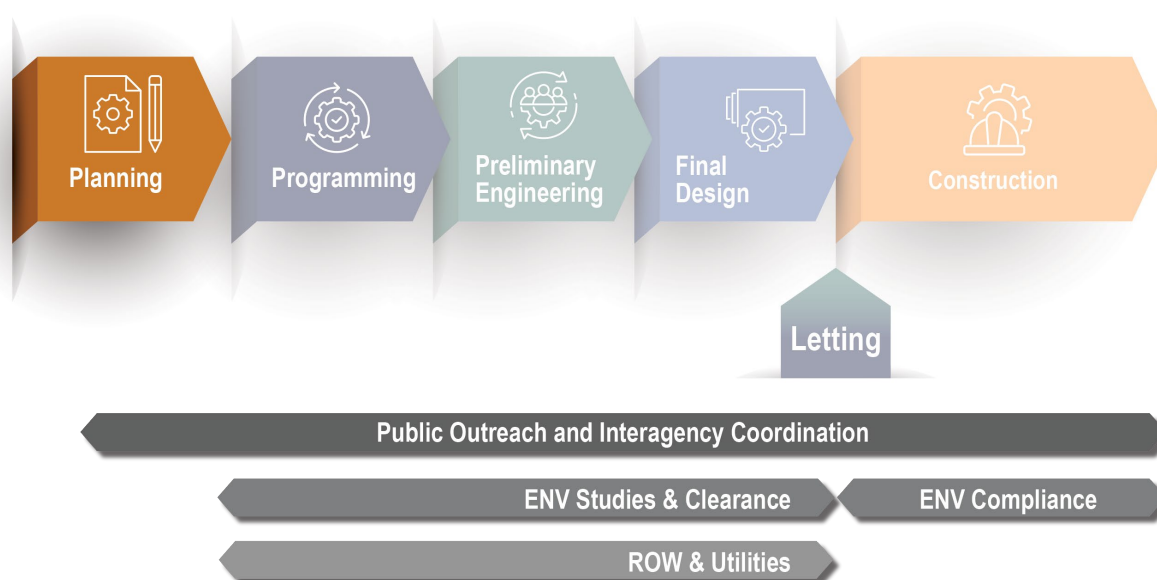 Planning
Programming
Preliminary
Engineering
Final
Design
Construction
Letting
Public Outreach and Interagency Coordination
ENV Studies & Clearance
ENV Compliance
ROW & Utilities